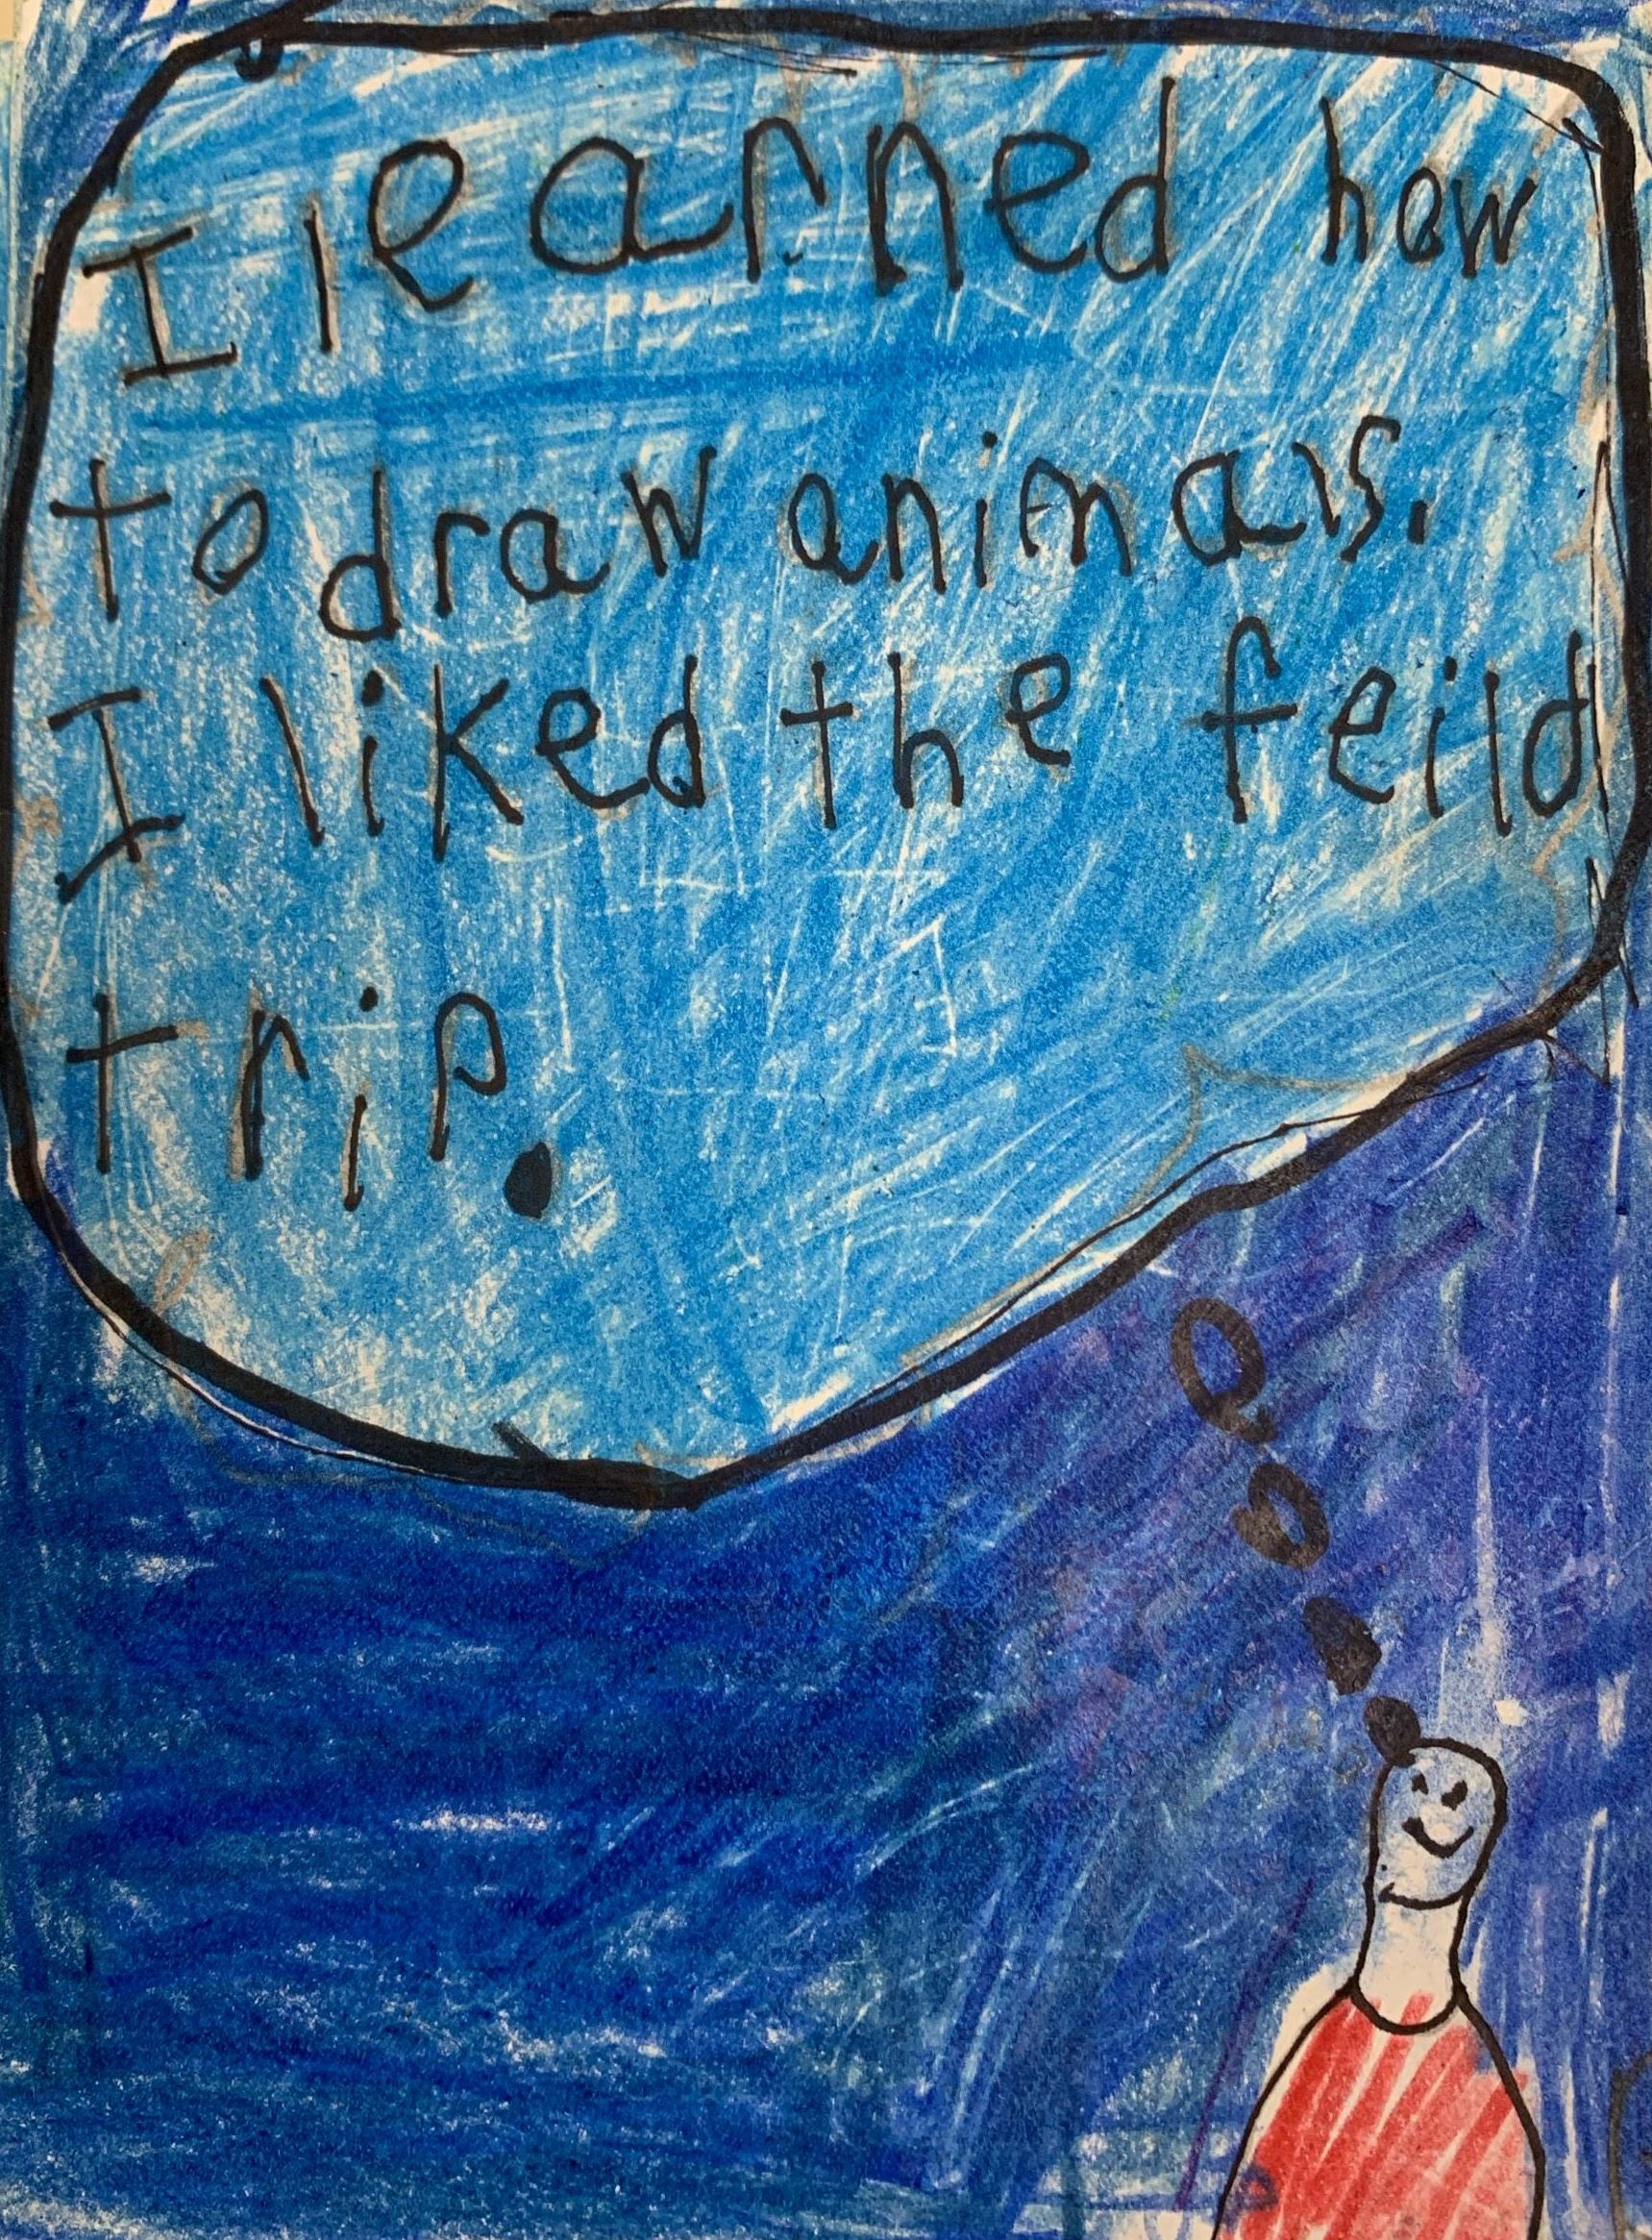 I learned how
to draw animals.
I liked the feild
trip.